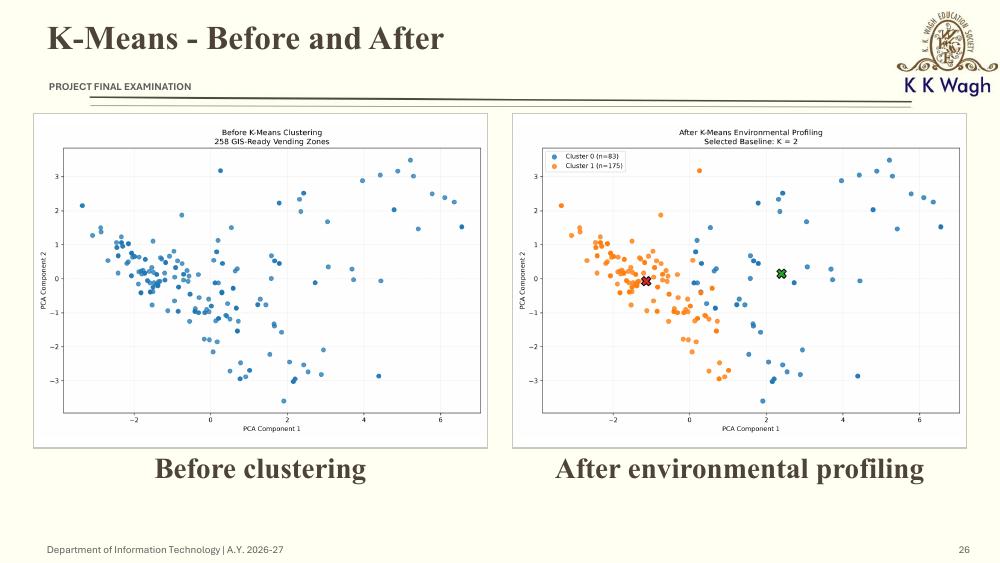 K-Means - Before and After
PROJECT FINAL EXAMINATION
K. K. WAGH EDUCATION SOCIETY
K K Wagh
Before K-Means Clustering
258 GIS-Ready Vending Zones
PCA Component 2
3
2
1
0
−1
−2
−3
−2
0
2
4
6
PCA Component 1
After K-Means Environmental Profiling
Selected Baseline: K = 2
Cluster 0 (n=83)
Cluster 1 (n=175)
PCA Component 2
3
2
1
0
−1
−2
−3
−2
0
2
4
6
PCA Component 1
Before clustering
After environmental profiling
Department of Information Technology | A.Y. 2026-27
26